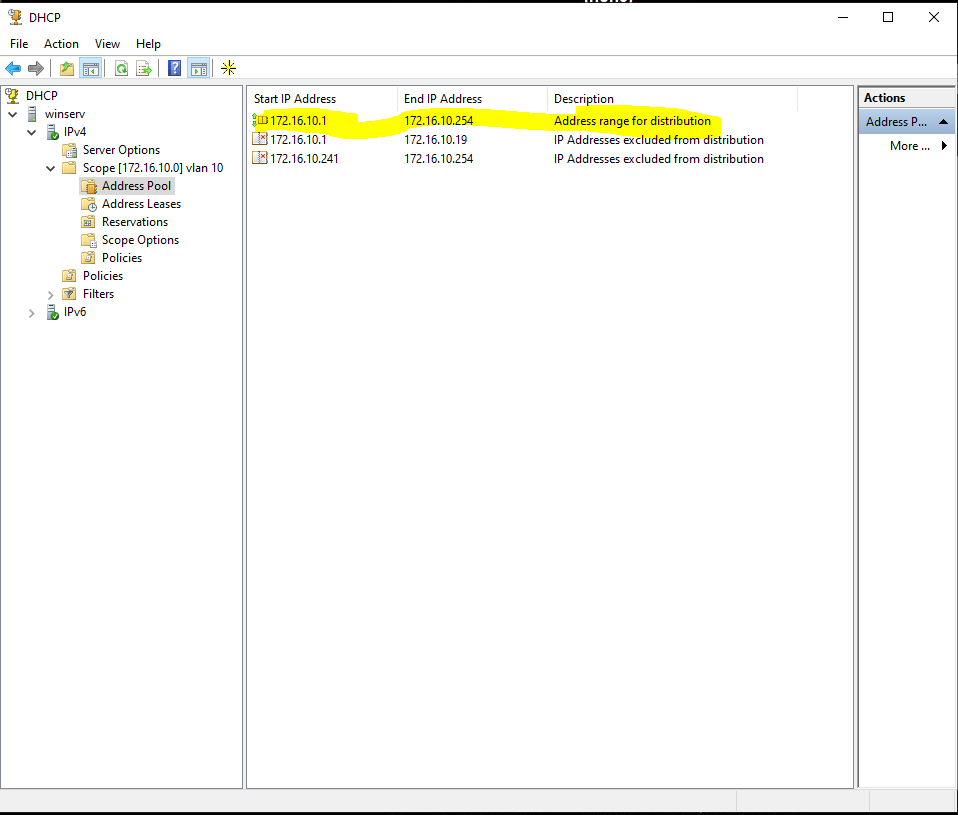 DHCP
File Action View Help
DHCP
winserv
IPv4
Server Options
Scope [172.16.10.0] vlan 10
Address Pool
Address Leases
Reservations
Scope Options
Policies
Policies
Filters
IPv6
Start IP Address End IP Address Description
172.16.10.1 172.16.10.254 Address range for distribution
172.16.10.1 172.16.10.19 IP Addresses excluded from distribution
172.16.10.241 172.16.10.254 IP Addresses excluded from distribution
Actions
Address P...
More ...